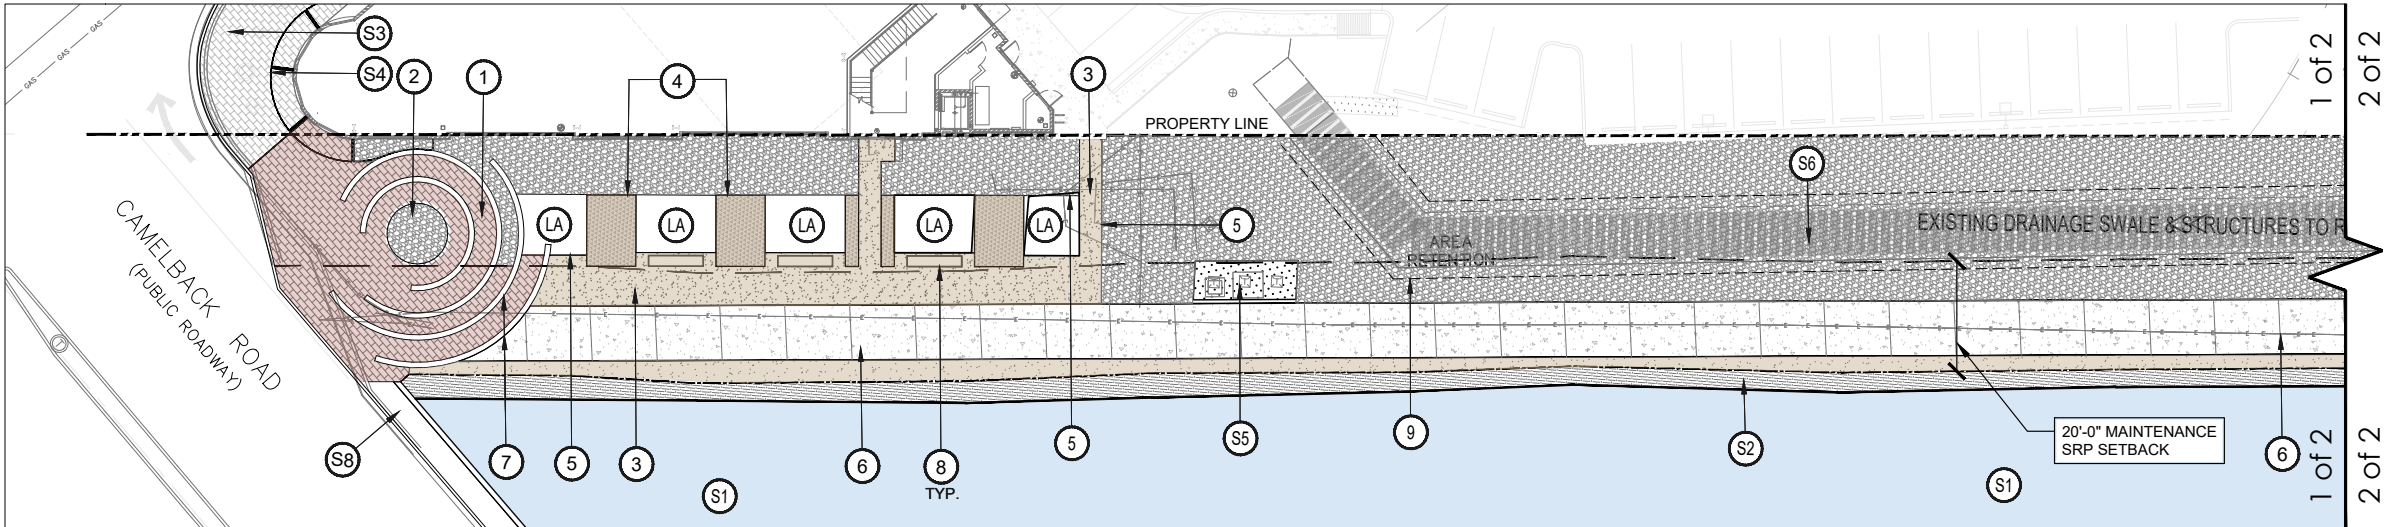 GAS
GAS
GAS
S3
S4
2
1
4
3
1 of 2
2 of 2
PROPERTY LINE
S6
LA
LA
LA
LA
LA
5
EXISTING DRAINAGE SWALE & STRUCTURES TO R
AREA
RETENTION
CAMELBACK ROAD
(PUBLIC ROADWAY)
S8
7
5
3
6
8
TYP.
5
S5
9
S2
20'-0" MAINTENANCE
SRP SETBACK
6
S1
S1
1 of 2
2 of 2